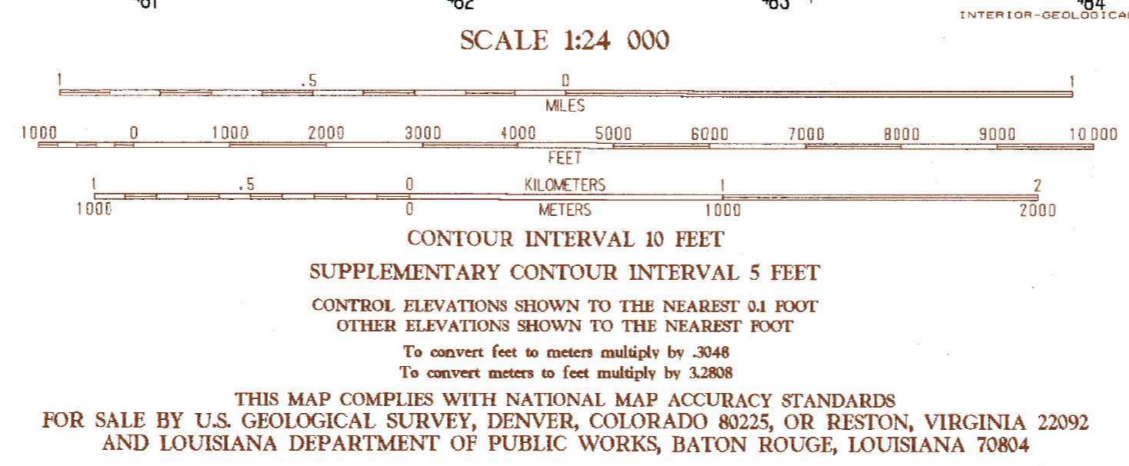 61 62 63 64
INTERIOR-GEOLOGICAL
SCALE 1:24 000
1 .5 0 1
MILES
1000 0 1000 2000 3000 4000 5000 6000 7000 8000 9000 10 000
FEET
1 .5 0 KILOMETERS 1 2
1000 0 METERS 1000 2000
CONTOUR INTERVAL 10 FEET
SUPPLEMENTARY CONTOUR INTERVAL 5 FEET
CONTROL ELEVATIONS SHOWN TO THE NEAREST 0.1 FOOT
OTHER ELEVATIONS SHOWN TO THE NEAREST FOOT
To convert feet to meters multiply by .3048
To convert meters to feet multiply by 3.2808
THIS MAP COMPLIES WITH NATIONAL MAP ACCURACY STANDARDS
FOR SALE BY U.S. GEOLOGICAL SURVEY, DENVER, COLORADO 80225, OR RESTON, VIRGINIA 22092
AND LOUISIANA DEPARTMENT OF PUBLIC WORKS, BATON ROUGE, LOUISIANA 70804